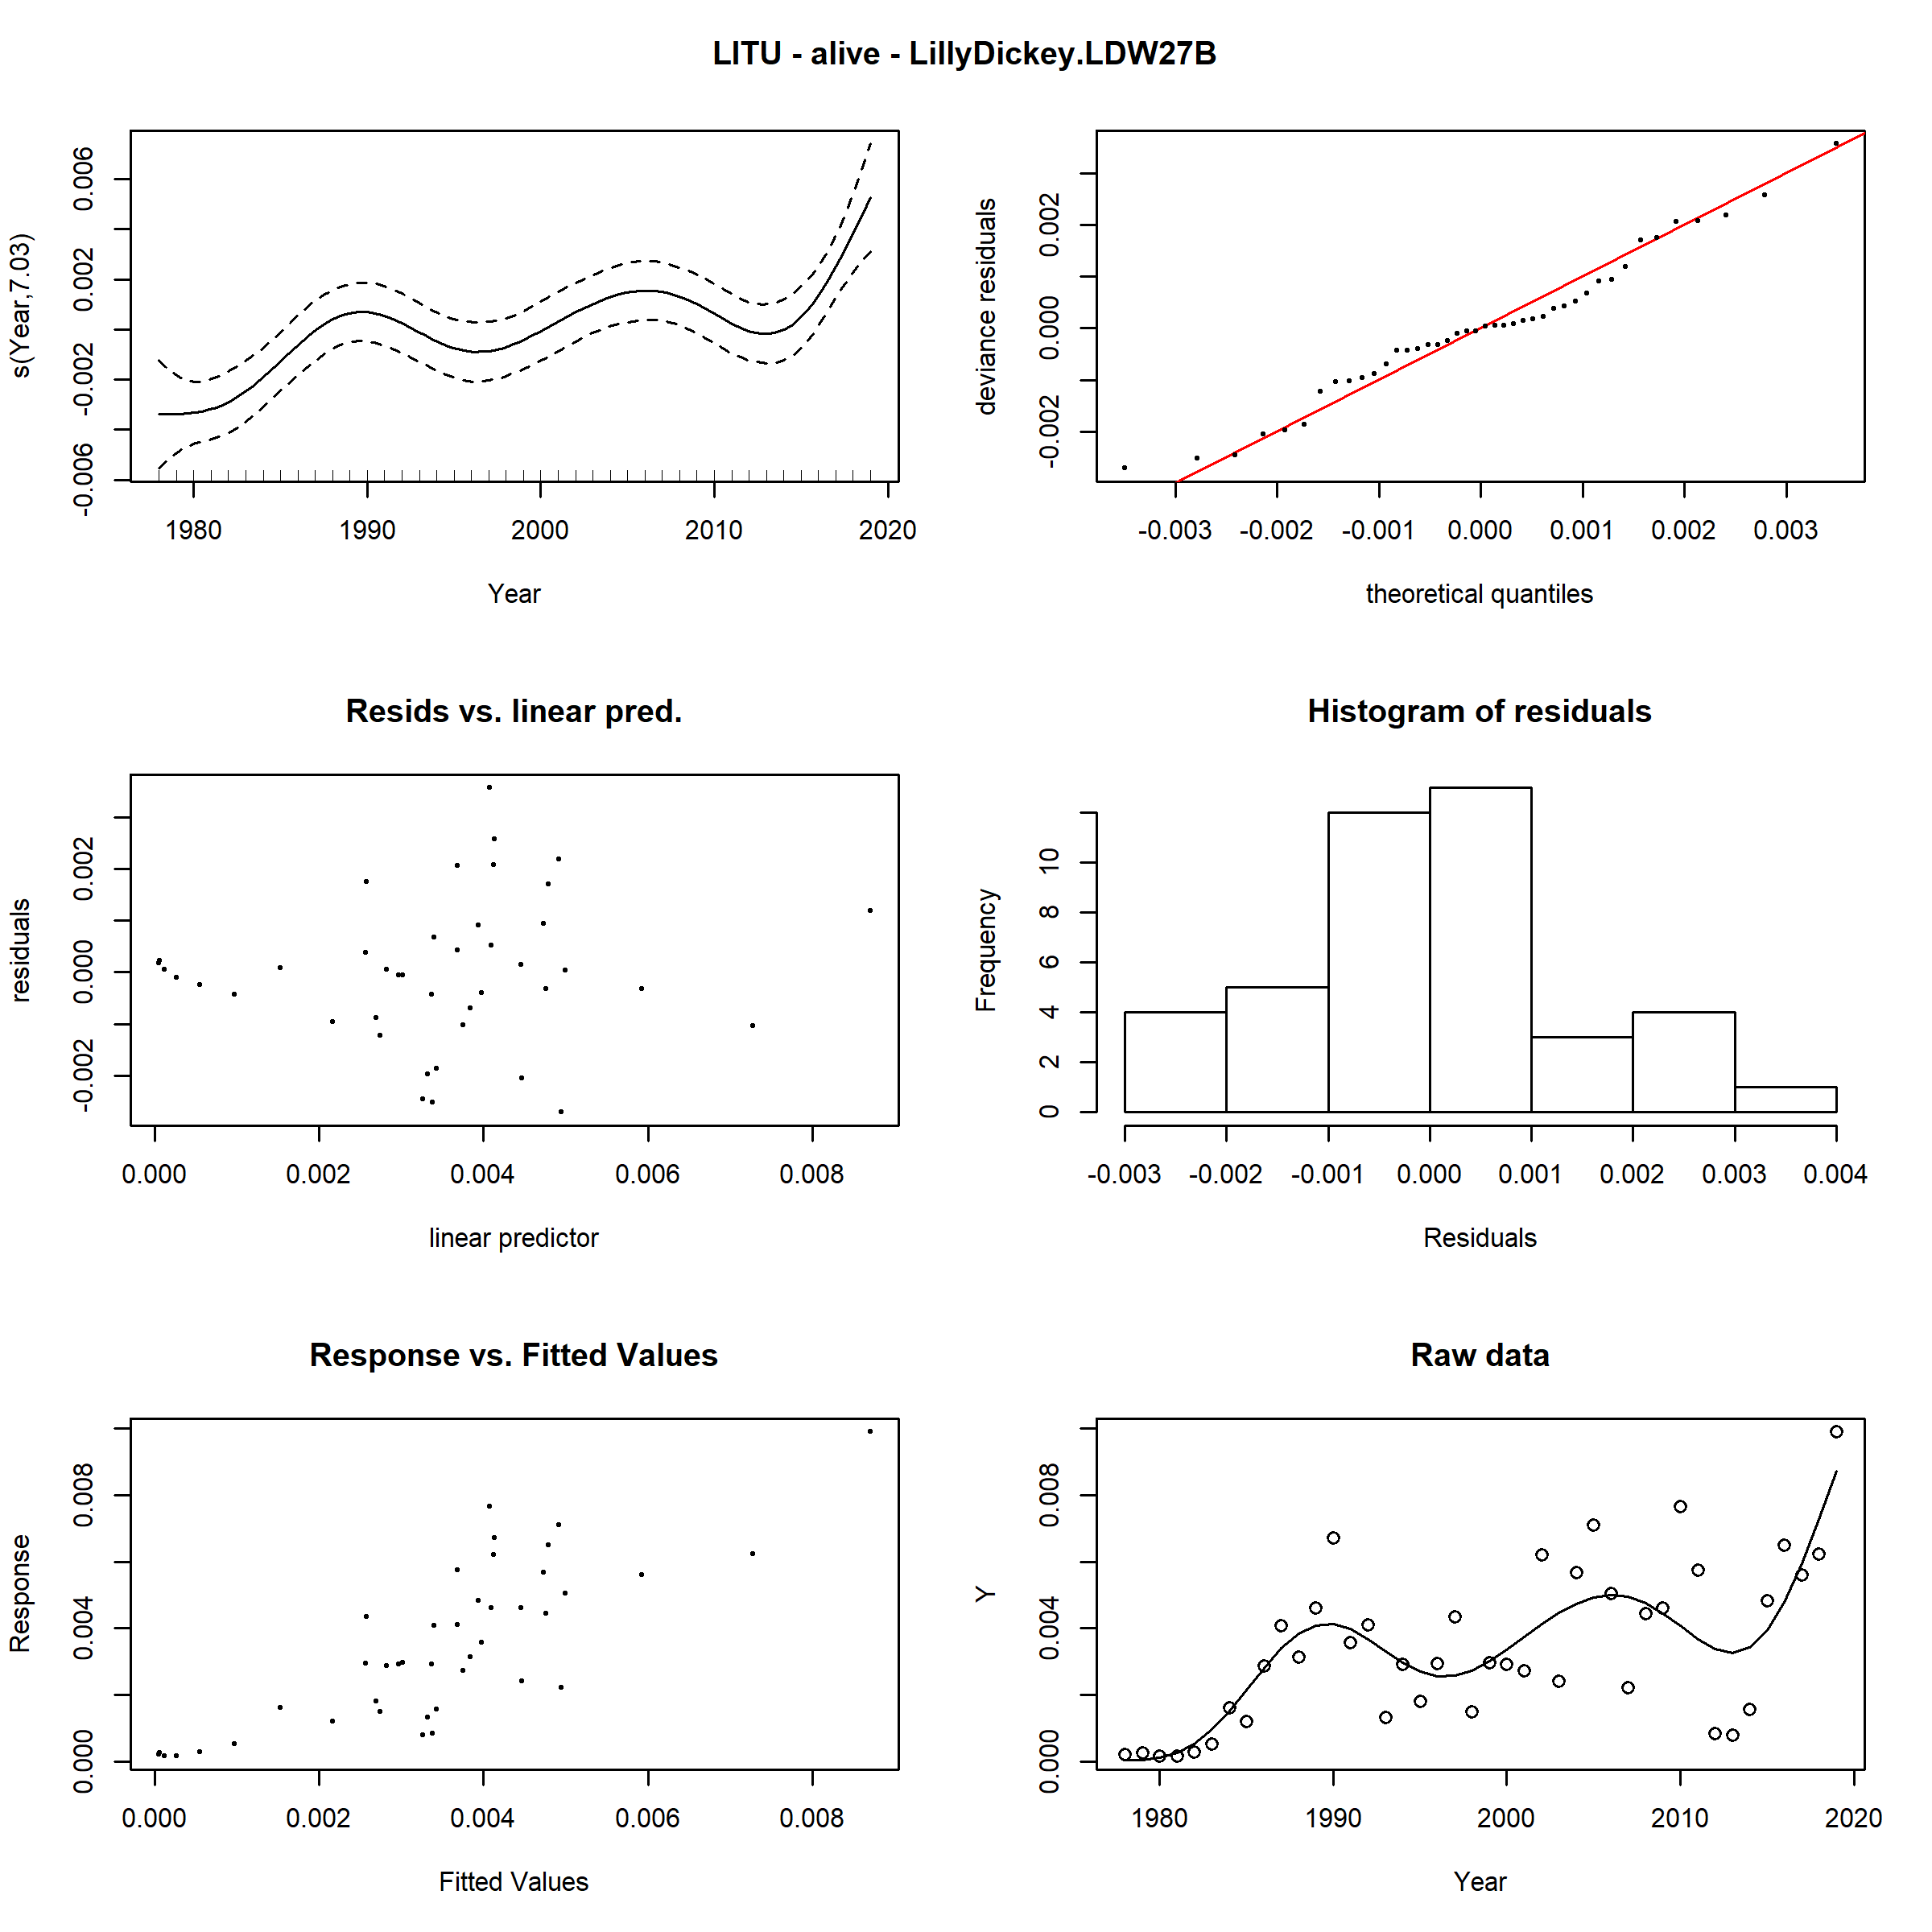 LITU - alive - LillyDickey.LDW27B
s(Year,7.03)
-0.006 -0.002 0.002 0.006
1980 1990 2000 2010 2020
Year
deviance residuals
-0.002 0.000 0.002
-0.003 -0.002 -0.001 0.000 0.001 0.002 0.003
theoretical quantiles
Resids vs. linear pred.
residuals
-0.002 0.000 0.002
0.000 0.002 0.004 0.006 0.008
linear predictor
Histogram of residuals
Frequency
0 2 4 6 8 10
-0.003 -0.002 -0.001 0.000 0.001 0.002 0.003 0.004
Residuals
Response vs. Fitted Values
Response
0.000 0.004 0.008
0.000 0.002 0.004 0.006 0.008
Fitted Values
Raw data
Y
0.000 0.004 0.008
1980 1990 2000 2010 2020
Year